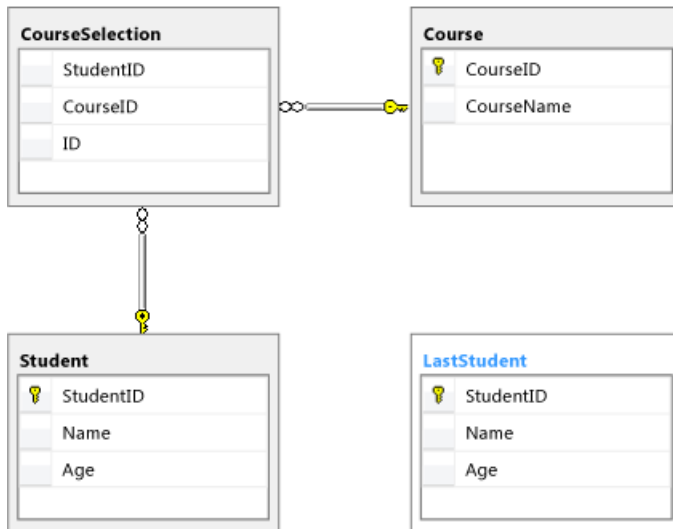 CourseSelection
StudentID
CourseID
ID
Course
CourseID
CourseName
Student
StudentID
Name
Age
LastStudent
StudentID
Name
Age